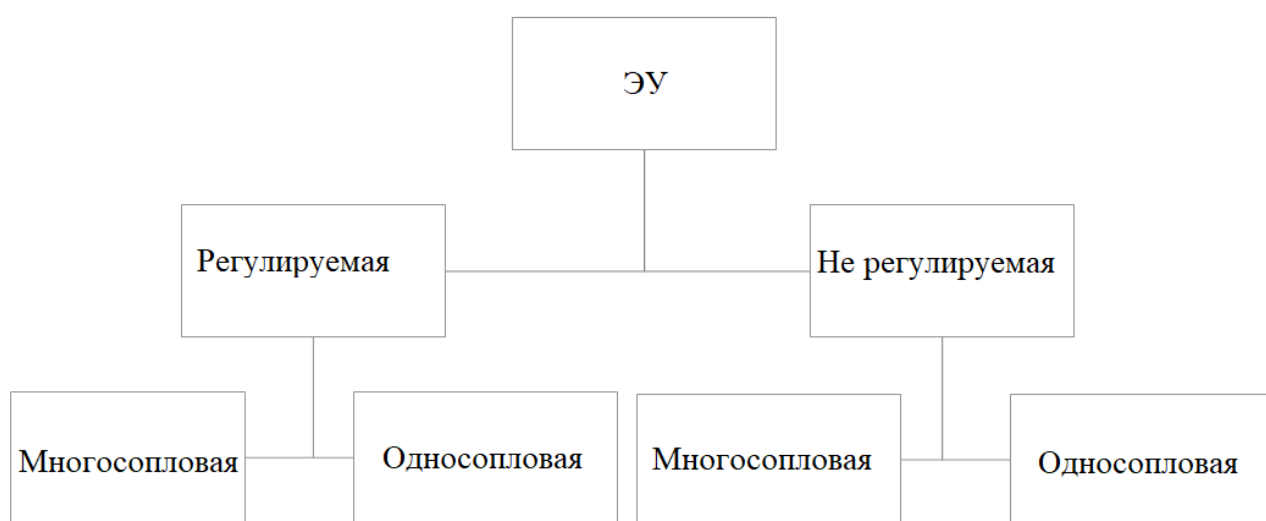 ЭУ
Регулируемая
Не регулируемая
Многосопловая
Односопловая
Многосопловая
Односопловая